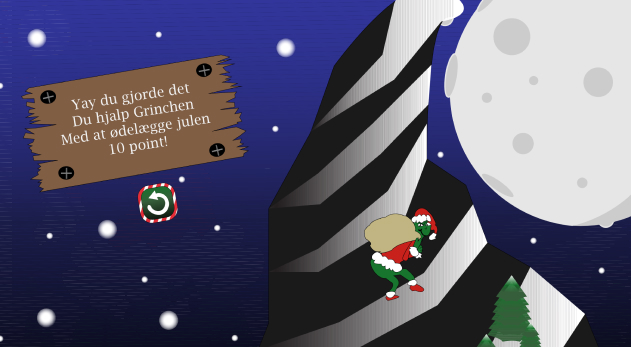 Yay du gjorde det
Du hjalp Grinchen
Med at ødelægge julen
10 point!